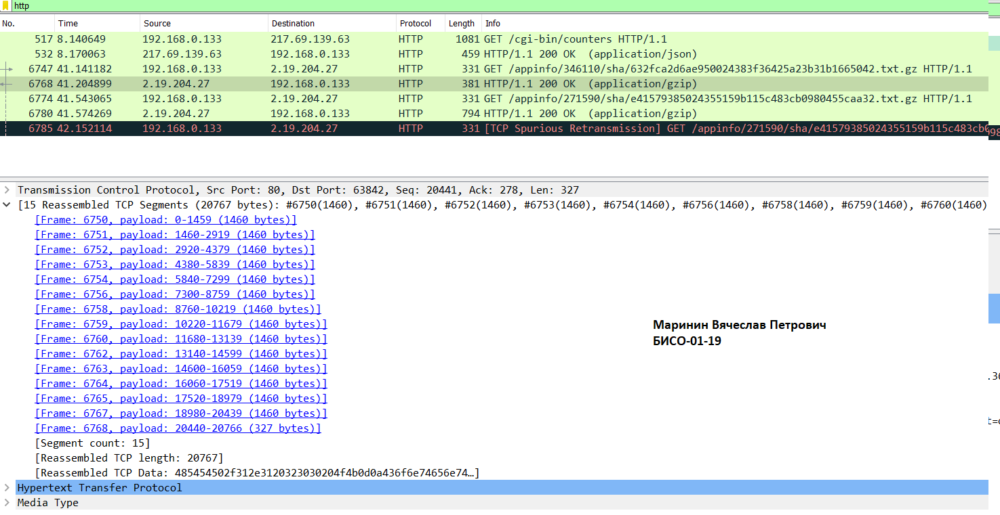 http
No. Time Source Destination Protocol Length Info
517 8.140649 192.168.0.133 217.69.139.63 HTTP 1081 GET /cgi-bin/counters HTTP/1.1
532 8.170063 217.69.139.63 192.168.0.133 HTTP 459 HTTP/1.1 200 OK (application/json)
6747 41.141182 192.168.0.133 2.19.204.27 HTTP 331 GET /appinfo/346110/sha/632fca2d6ae950024383f36425a23b31b1665042.txt.gz HTTP/1.1
6768 41.204899 2.19.204.27 192.168.0.133 HTTP 381 HTTP/1.1 200 OK (application/gzip)
6774 41.543065 192.168.0.133 2.19.204.27 HTTP 331 GET /appinfo/271590/sha/e41579385024355159b115c483cb0980455caa32.txt.gz HTTP/1.1
6780 41.574269 2.19.204.27 192.168.0.133 HTTP 794 HTTP/1.1 200 OK (application/gzip)
6785 42.152114 192.168.0.133 2.19.204.27 HTTP 331 [TCP Spurious Retransmission] GET /appinfo/271590/sha/e41579385024355159b115c483cb0
Transmission Control Protocol, Src Port: 80, Dst Port: 63842, Seq: 20441, Ack: 278, Len: 327
[15 Reassembled TCP Segments (20767 bytes): #6750(1460), #6751(1460), #6752(1460), #6753(1460), #6754(1460), #6756(1460), #6758(1460), #6759(1460), #6760(1460)
[Frame: 6750, payload: 0-1459 (1460 bytes)]
[Frame: 6751, payload: 1460-2919 (1460 bytes)]
[Frame: 6752, payload: 2920-4379 (1460 bytes)]
[Frame: 6753, payload: 4380-5839 (1460 bytes)]
[Frame: 6754, payload: 5840-7299 (1460 bytes)]
[Frame: 6756, payload: 7300-8759 (1460 bytes)]
[Frame: 6758, payload: 8760-10219 (1460 bytes)]
[Frame: 6759, payload: 10220-11679 (1460 bytes)]
[Frame: 6760, payload: 11680-13139 (1460 bytes)]
[Frame: 6762, payload: 13140-14599 (1460 bytes)]
[Frame: 6763, payload: 14600-16059 (1460 bytes)]
[Frame: 6764, payload: 16060-17519 (1460 bytes)]
[Frame: 6765, payload: 17520-18979 (1460 bytes)]
[Frame: 6767, payload: 18980-20439 (1460 bytes)]
[Frame: 6768, payload: 20440-20766 (327 bytes)]
[Segment count: 15]
[Reassembled TCP length: 20767]
[Reassembled TCP Data: 485454502f312e3120323030204f4b0d0a436f6e74656e74…]
Hypertext Transfer Protocol
Media Type
Маринин Вячеслав Петрович
БИСО-01-19